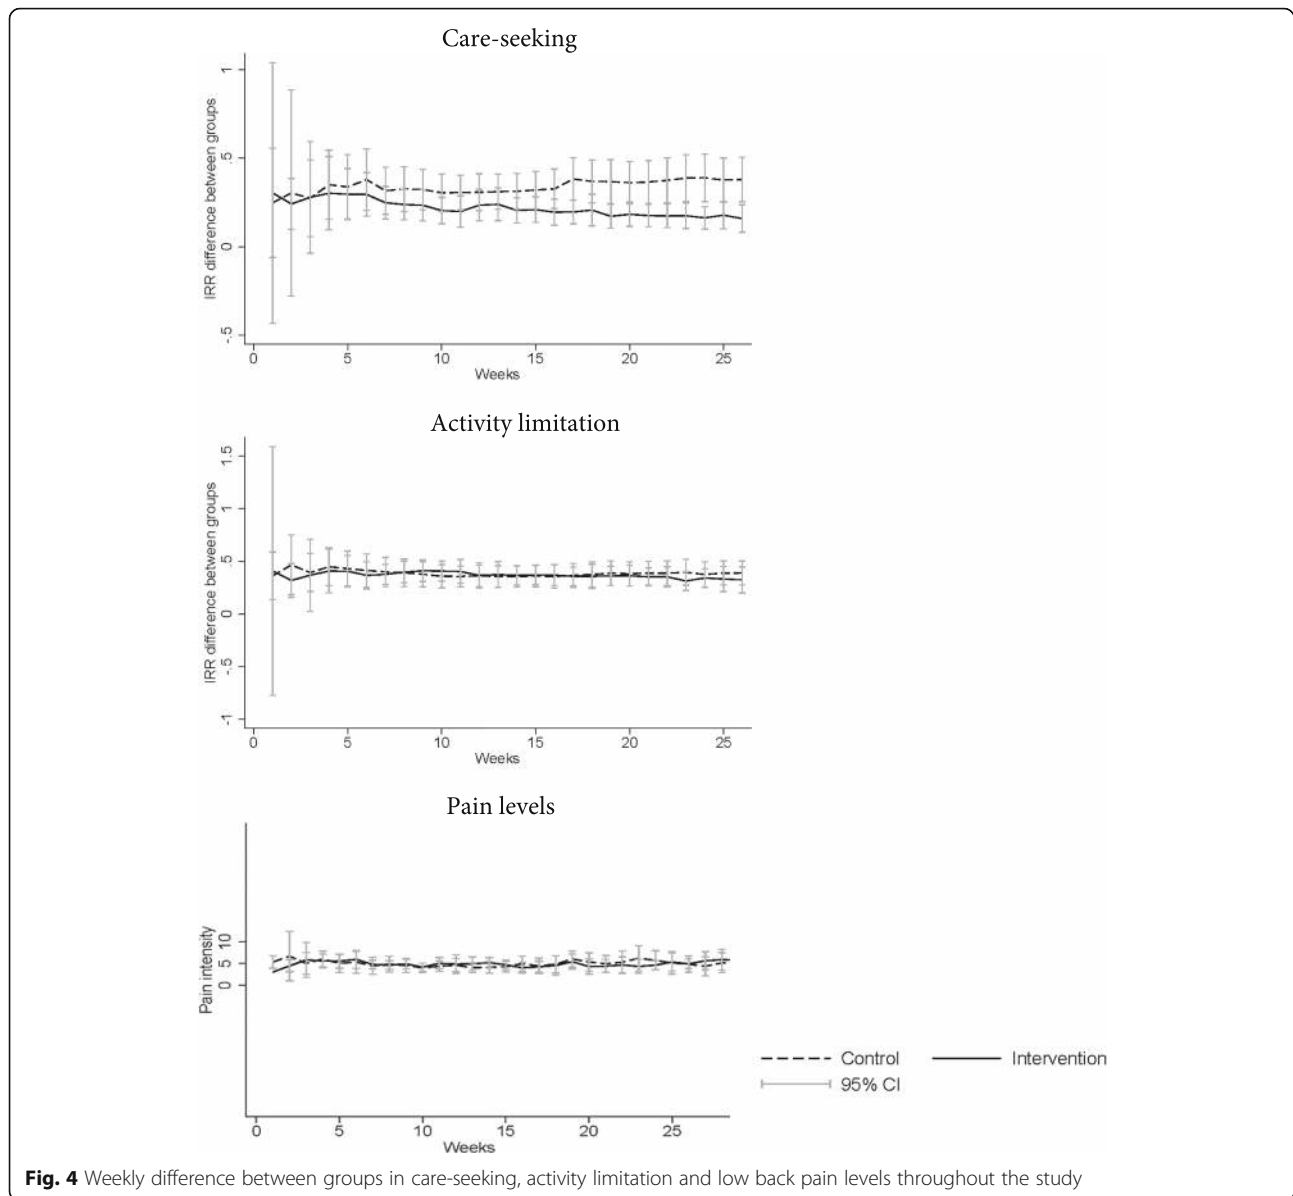 Care-seeking
IRR difference between groups
1
.5
0
-.5
0 5 10 15 20 25
Weeks
Activity limitation
IRR difference between groups
1.5
1
.5
0
-.5
-1
0 5 10 15 20 25
Weeks
Pain levels
Pain intensity
10
5
0
0 5 10 15 20 25
Weeks
Control Intervention
95% CI
Fig. 4 Weekly difference between groups in care-seeking, activity limitation and low back pain levels throughout the study